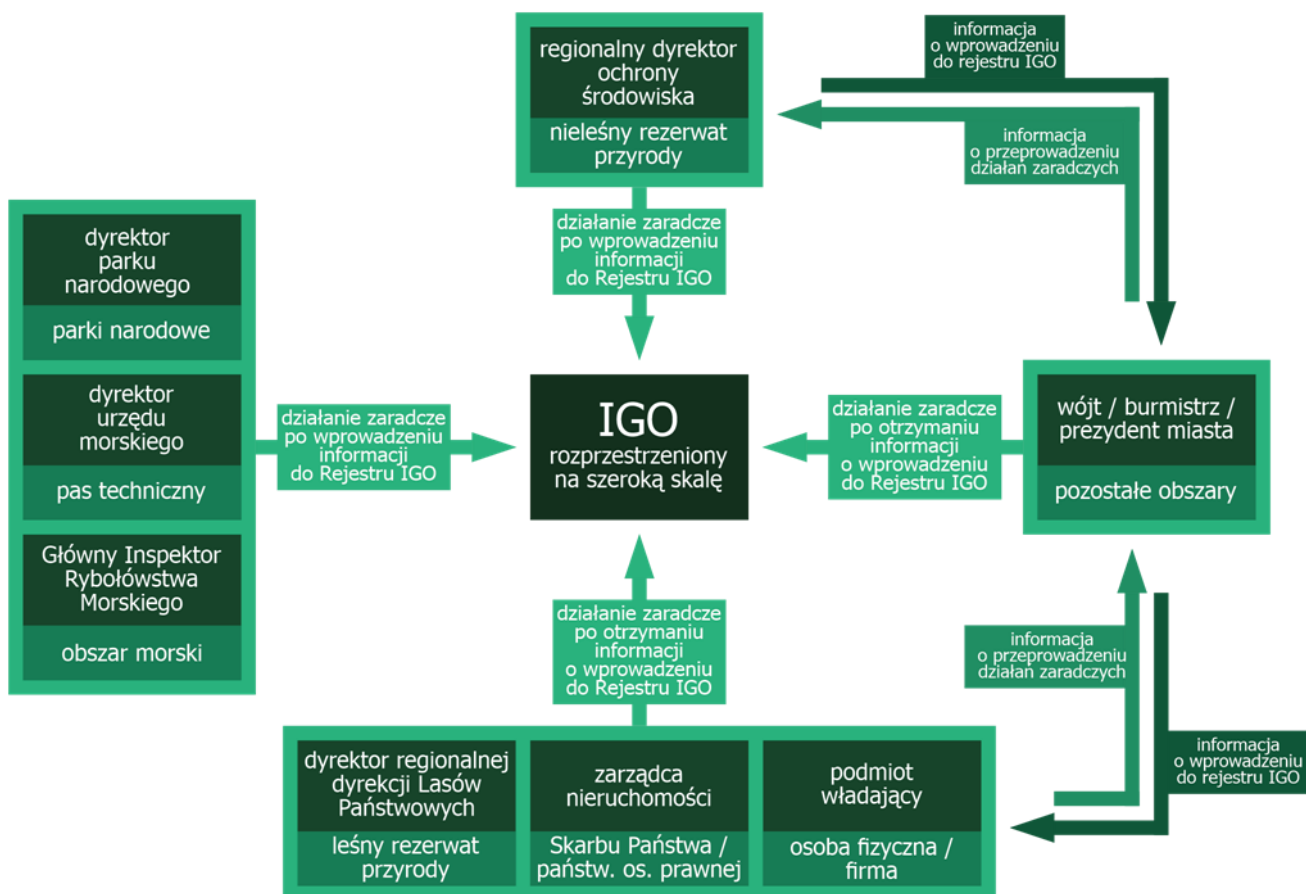 regionalny dyrektor
ochrony
środowiska
nieleśny rezerwat
przyrody
informacja
o wprowadzeniu
do rejestru IGO
informacja
o przeprowadzeniu
działań zaradczych
działanie zaradcze
po wprowadzeniu
informacji
do Rejestru IGO
dyrektor
parku
narodowego
parki narodowe
dyrektor
urzędu
morskiego
pas techniczny
Główny Inspektor
Rybołówstwa
Morskiego
obszar morski
działanie zaradcze
po wprowadzeniu
informacji
do Rejestru IGO
IGO
rozprzestrzeniony
na szeroką skalę
działanie zaradcze
po otrzymaniu
informacji
o wprowadzeniu
do Rejestru IGO
wójt / burmistrz /
prezydent miasta
pozostałe obszary
działanie zaradcze
po otrzymaniu
informacji
o wprowadzeniu
do Rejestru IGO
informacja
o przeprowadzeniu
działań zaradczych
informacja
o wprowadzeniu
do rejestru IGO
dyrektor regionalnej
dyrekcji Lasów
Państwowych
leśny rezerwat
przyrody
zarządca
nieruchomości
Skarbu Państwa /
państw. os. prawnej
podmiot
władający
osoba fizyczna /
firma